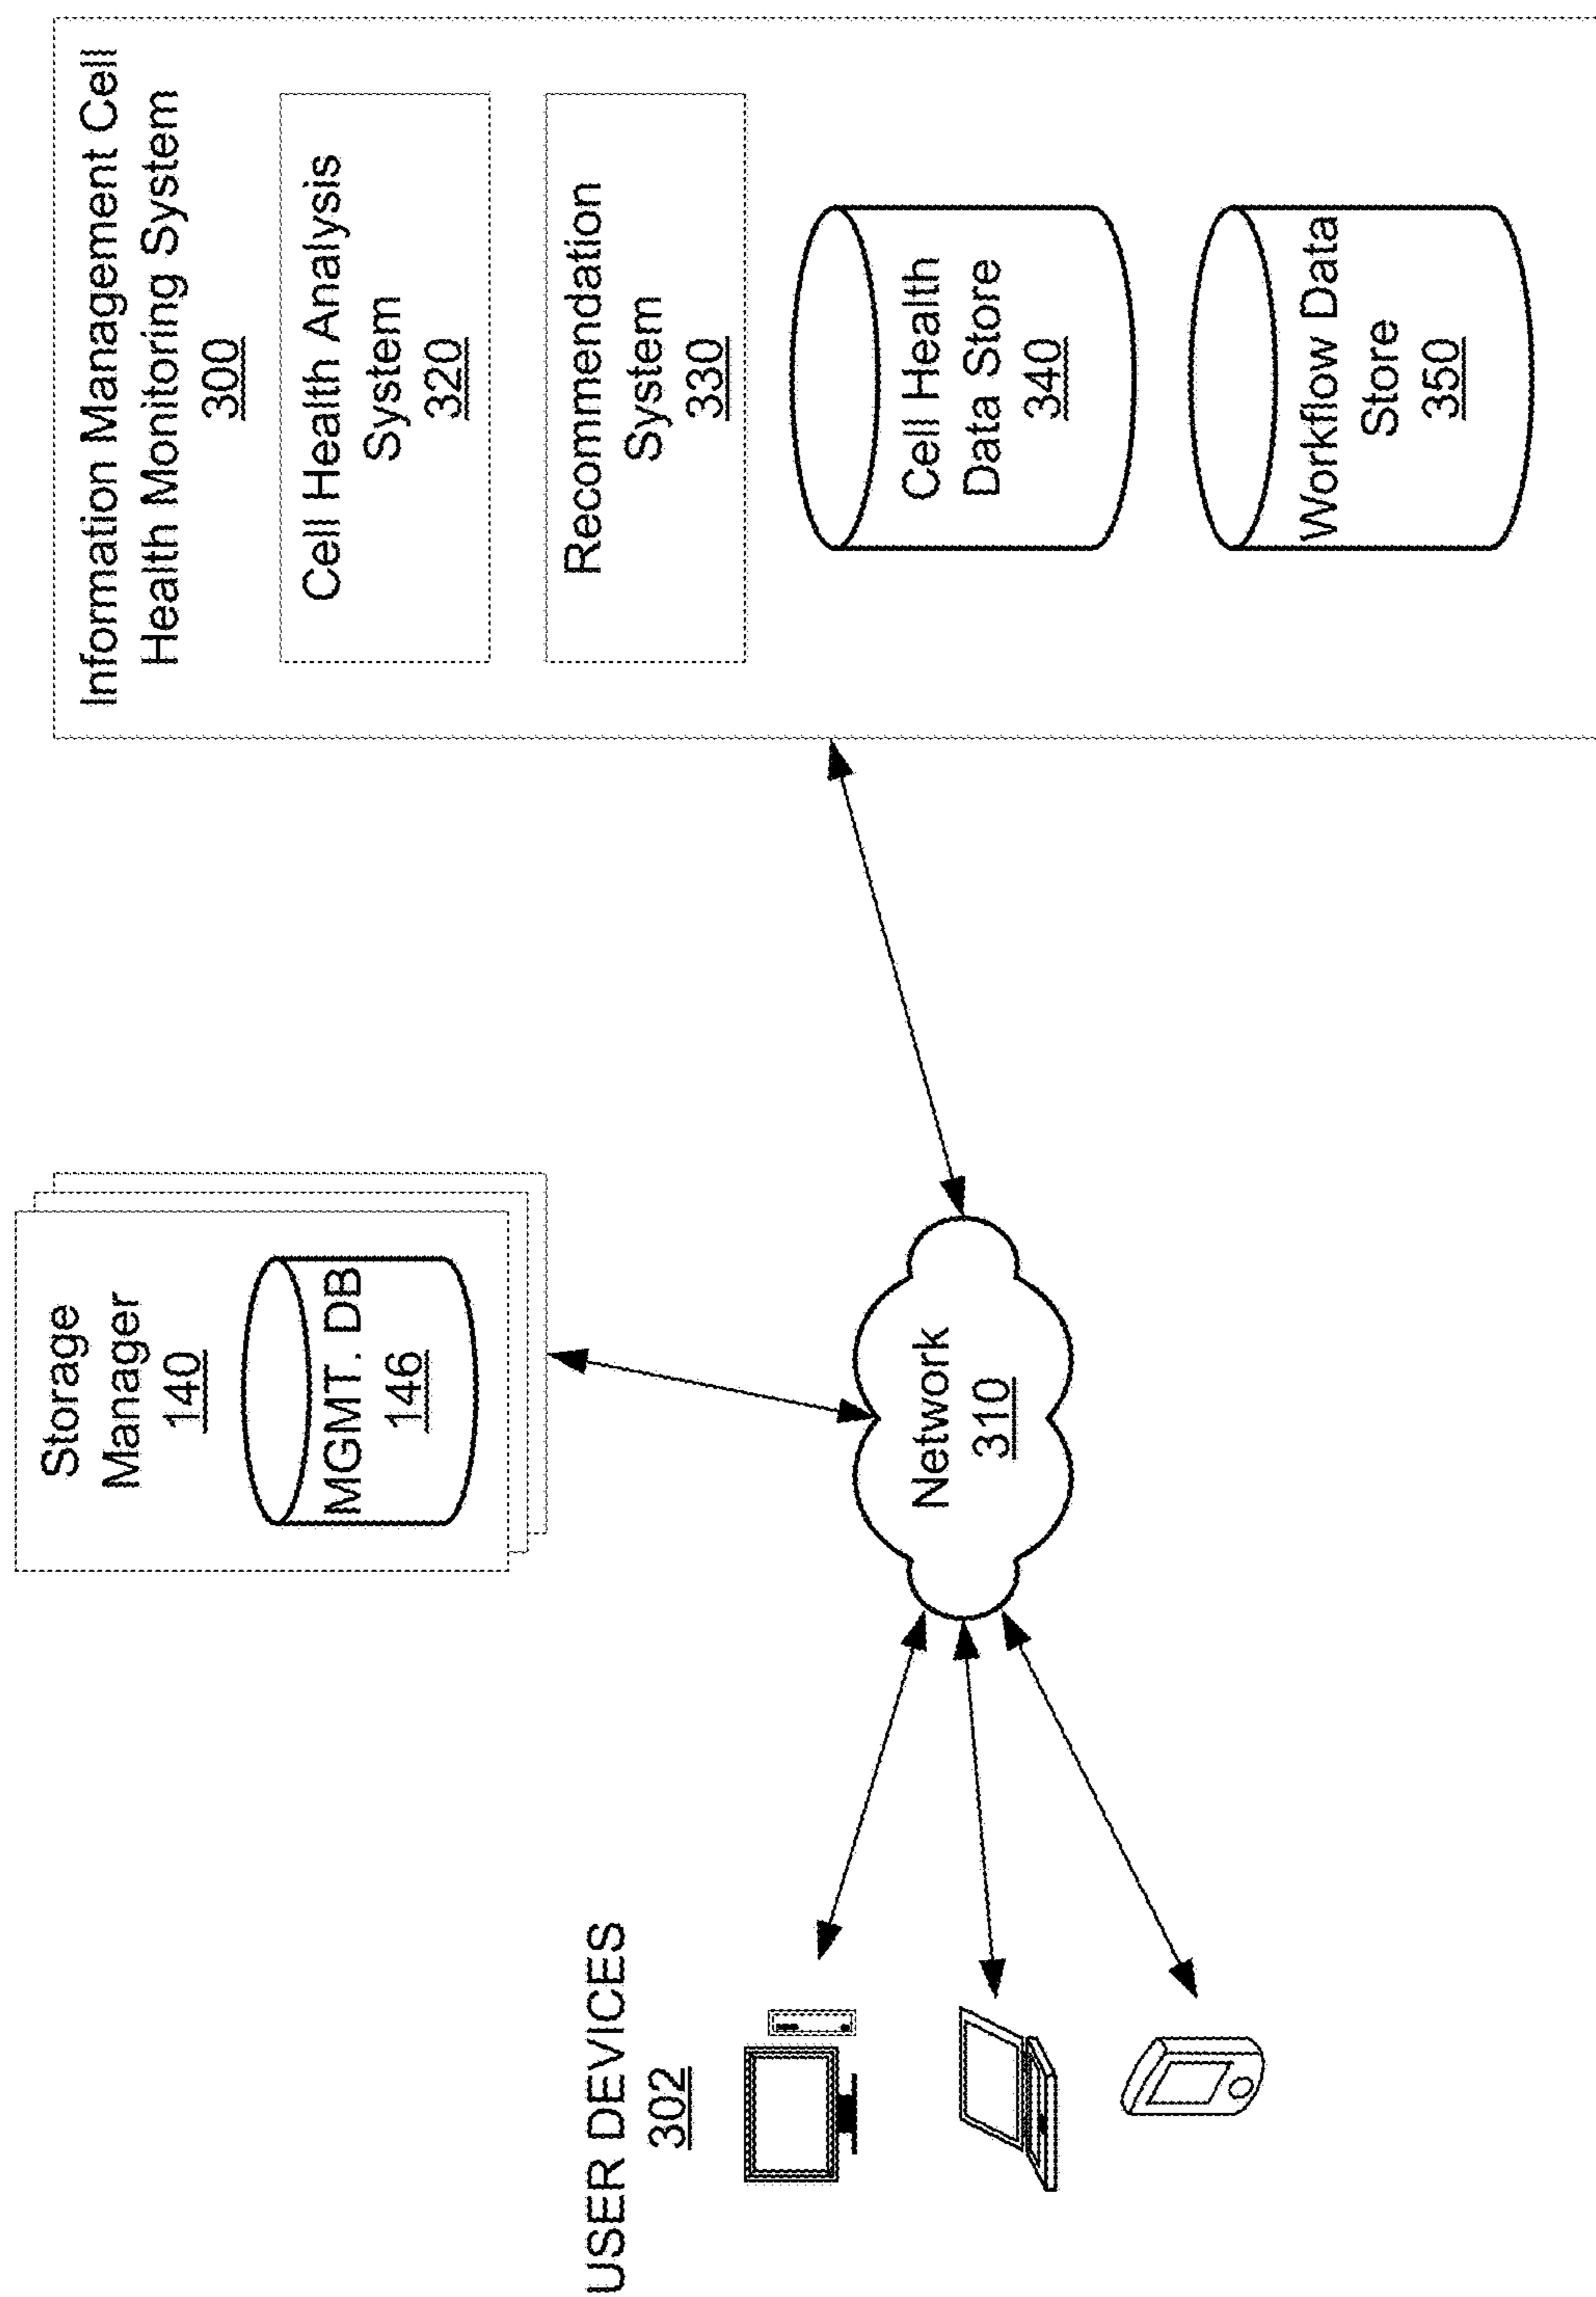 USER DEVICES
302
Storage
Manager
140
MGMT. DB
146
Network
310
Information Management Cell
Health Monitoring System
300
Cell Health Analysis
System
320
Recommendation
System
330
Cell Health
Data Store
340
Workflow Data
Store
350